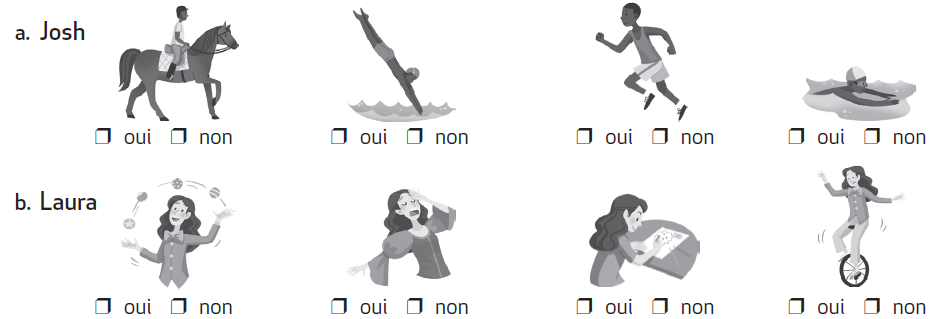 a. Josh
❐ oui ❐ non ❐ oui ❐ non ❐ oui ❐ non ❐ oui ❐ non
b. Laura
❐ oui ❐ non ❐ oui ❐ non ❐ oui ❐ non ❐ oui ❐ non